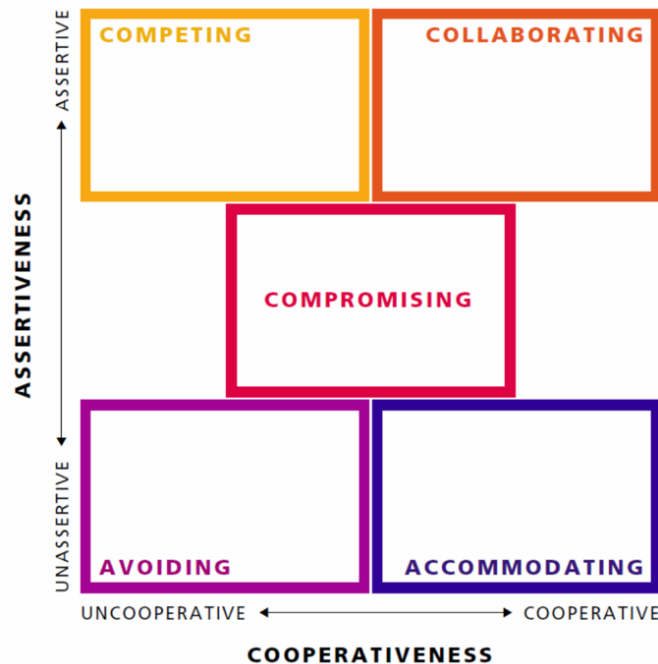 ASSERTIVE
COMPETING
COLLABORATING
ASSERTIVENESS
COMPROMISING
UNASSERTIVE
AVOIDING
ACCOMMODATING
UNCOOPERATIVE
COOPERATIVE
COOPERATIVENESS